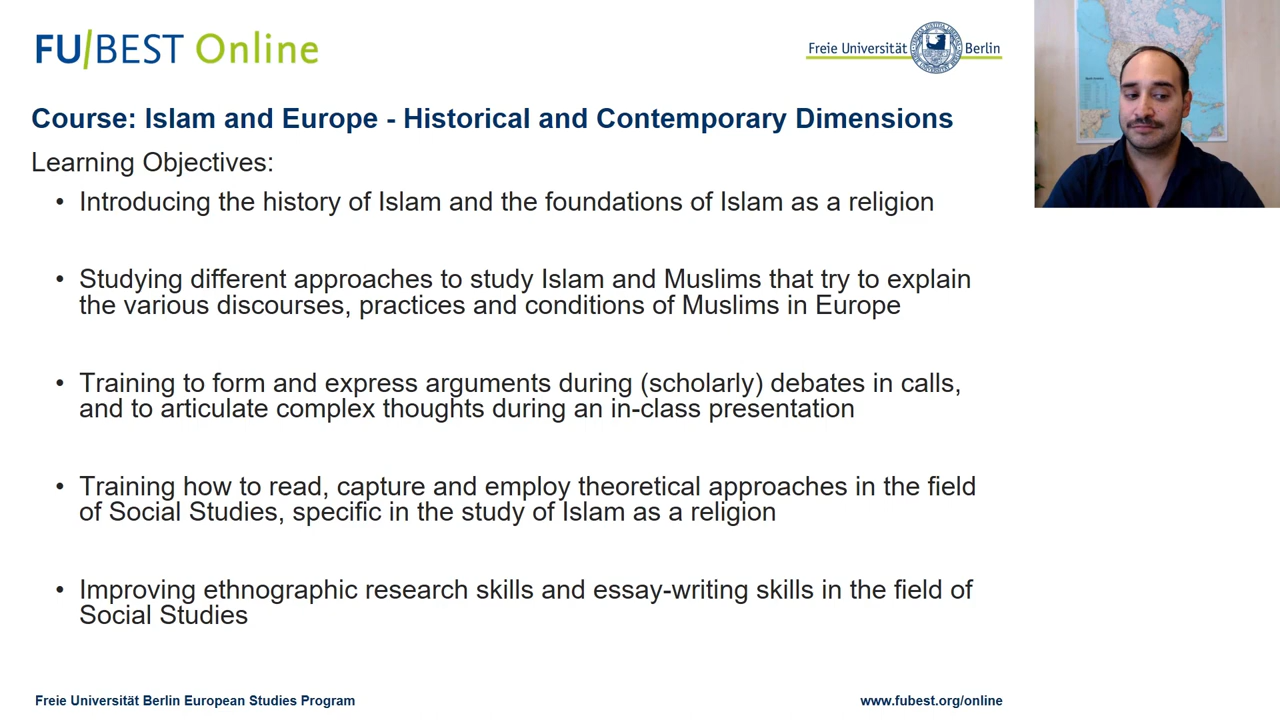 FU/BEST Online
Freie Universität Berlin
Course: Islam and Europe - Historical and Contemporary Dimensions
Learning Objectives:
• Introducing the history of Islam and the foundations of Islam as a religion
• Studying different approaches to study Islam and Muslims that try to explain
the various discourses, practices and conditions of Muslims in Europe
• Training to form and express arguments during (scholarly) debates in calls,
and to articulate complex thoughts during an in-class presentation
• Training how to read, capture and employ theoretical approaches in the field
of Social Studies, specific in the study of Islam as a religion
• Improving ethnographic research skills and essay-writing skills in the field of
Social Studies
Freie Universität Berlin European Studies Program
www.fubest.org/online